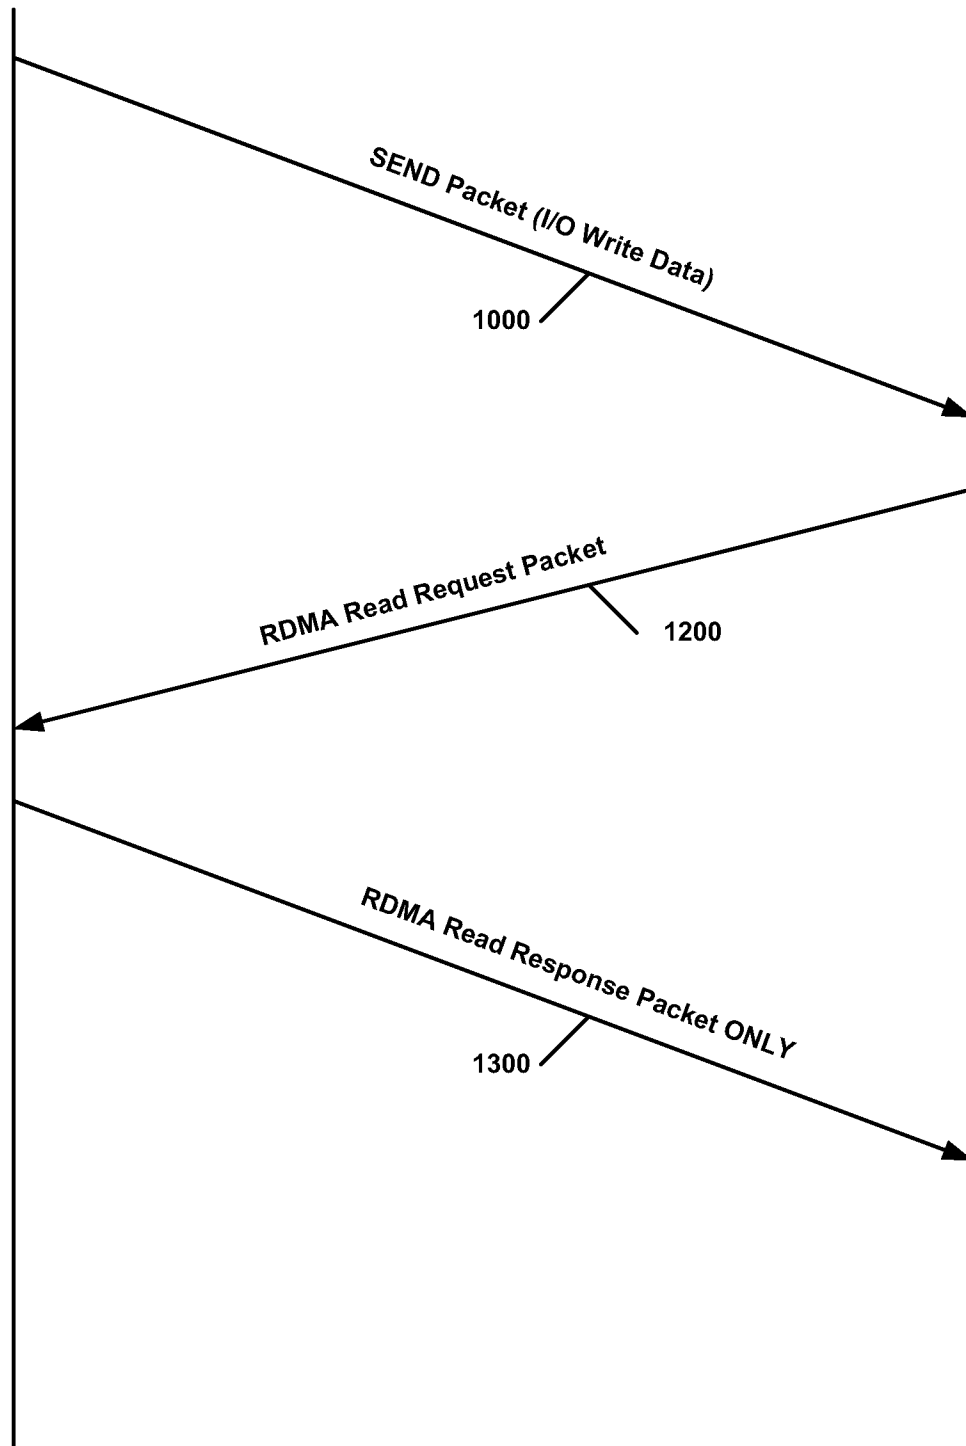 SEND Packet (I/O Write Data)
1000
RDMA Read Request Packet
1200
RDMA Read Response Packet ONLY
1300